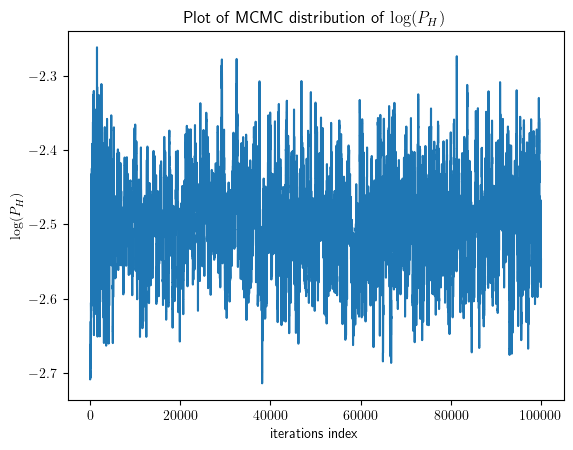 Plot of MCMC distribution of log(P_H)
log(P_H)
−2.3
−2.4
−2.5
−2.6
−2.7
0 20000 40000 60000 80000 100000
iterations index